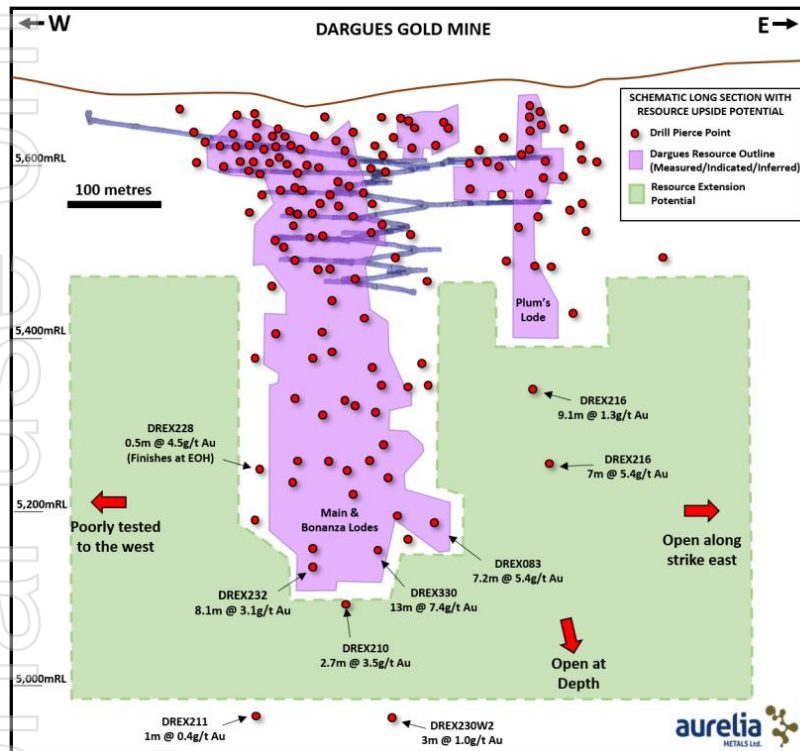 W
DARGUES GOLD MINE
E
SCHEMATIC LONG SECTION WITH
RESOURCE UPSIDE POTENTIAL
Drill Pierce Point
Dargues Resource Outline
(Measured/Indicated/Inferred)
Resource Extension
Potential
5,600mRL
100 metres
Plum's
Lode
5,400mRL
DREX216
9.1m @ 1.3g/t Au
DREX228
0.5m @ 4.5g/t Au
(Finishes at EOH)
DREX216
7m @ 5.4g/t Au
5,200mRL
Poorly tested
to the west
Main &
Bonanza Lodes
Open along
strike east
DREX083
7.2m @ 5.4g/t Au
DREX232
8.1m @ 3.1g/t Au
DREX330
13m @ 7.4g/t Au
DREX210
2.7m @ 3.5g/t Au
Open at
Depth
5,000mRL
DREX211
1m @ 0.4g/t Au
DREX230W2
3m @ 1.0g/t Au
aurelia
METALS Ltd.